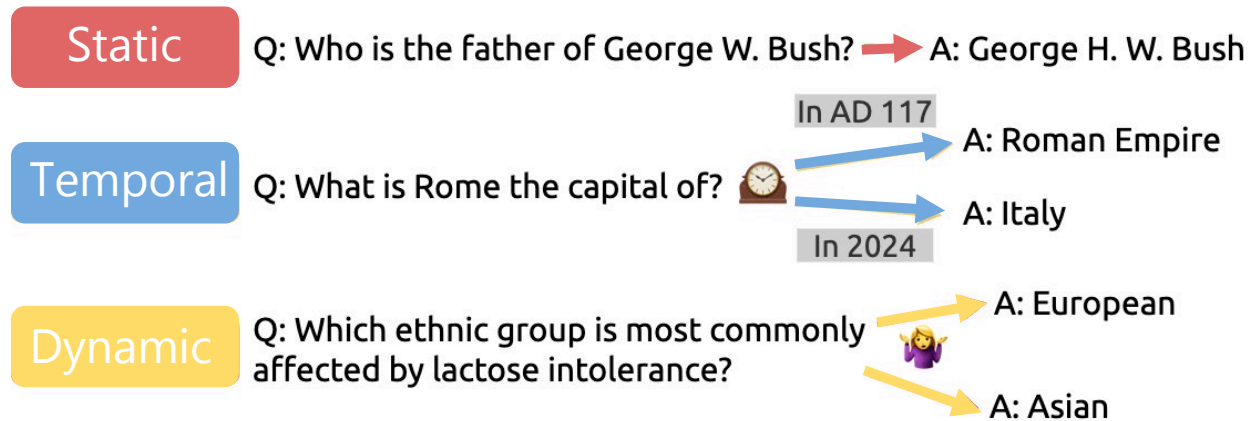 Static
Q: Who is the father of George W. Bush?
A: George H. W. Bush
In AD 117
A: Roman Empire
Temporal
Q: What is Rome the capital of?
A: Italy
In 2024
A: European
Dynamic
Q: Which ethnic group is most commonly
affected by lactose intolerance?
A: Asian